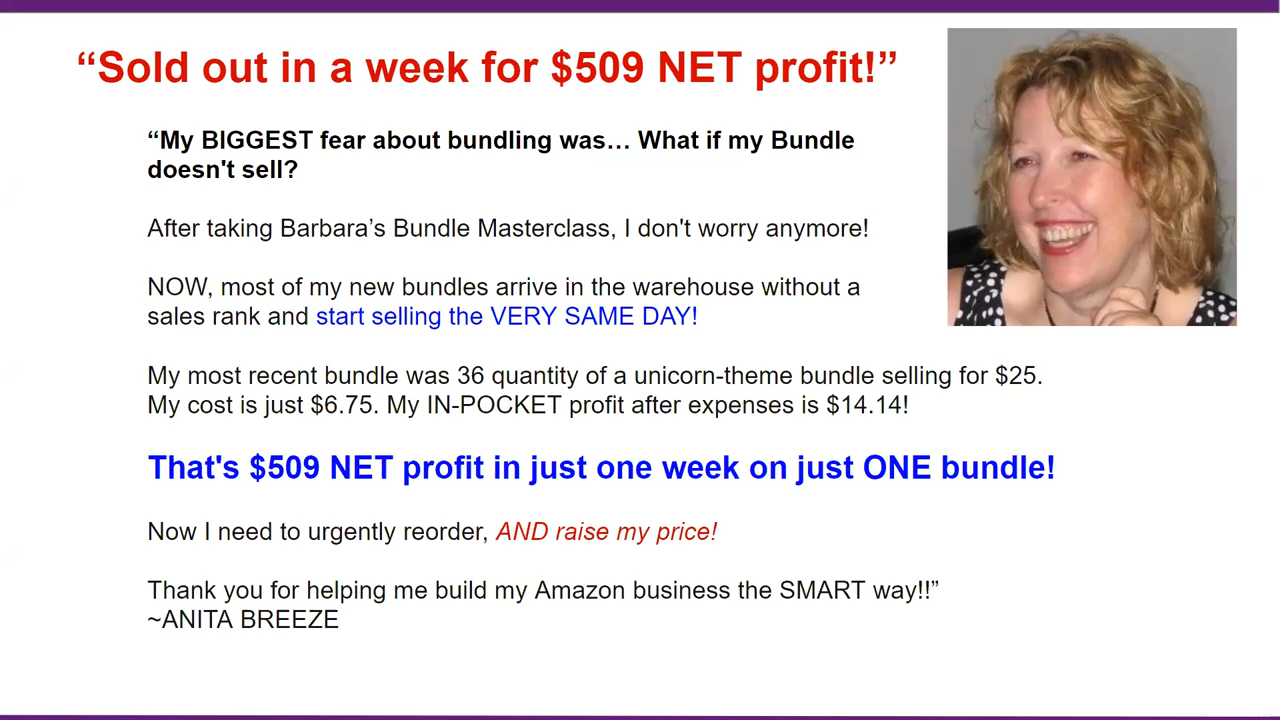 “Sold out in a week for $509 NET profit!”
“My BIGGEST fear about bundling was… What if my Bundle
doesn't sell?
After taking Barbara’s Bundle Masterclass, I don't worry anymore!
NOW, most of my new bundles arrive in the warehouse without a
sales rank and start selling the VERY SAME DAY!
My most recent bundle was 36 quantity of a unicorn-theme bundle selling for $25.
My cost is just $6.75. My IN-POCKET profit after expenses is $14.14!
That's $509 NET profit in just one week on just ONE bundle!
Now I need to urgently reorder, AND raise my price!
Thank you for helping me build my Amazon business the SMART way!!”
~ANITA BREEZE